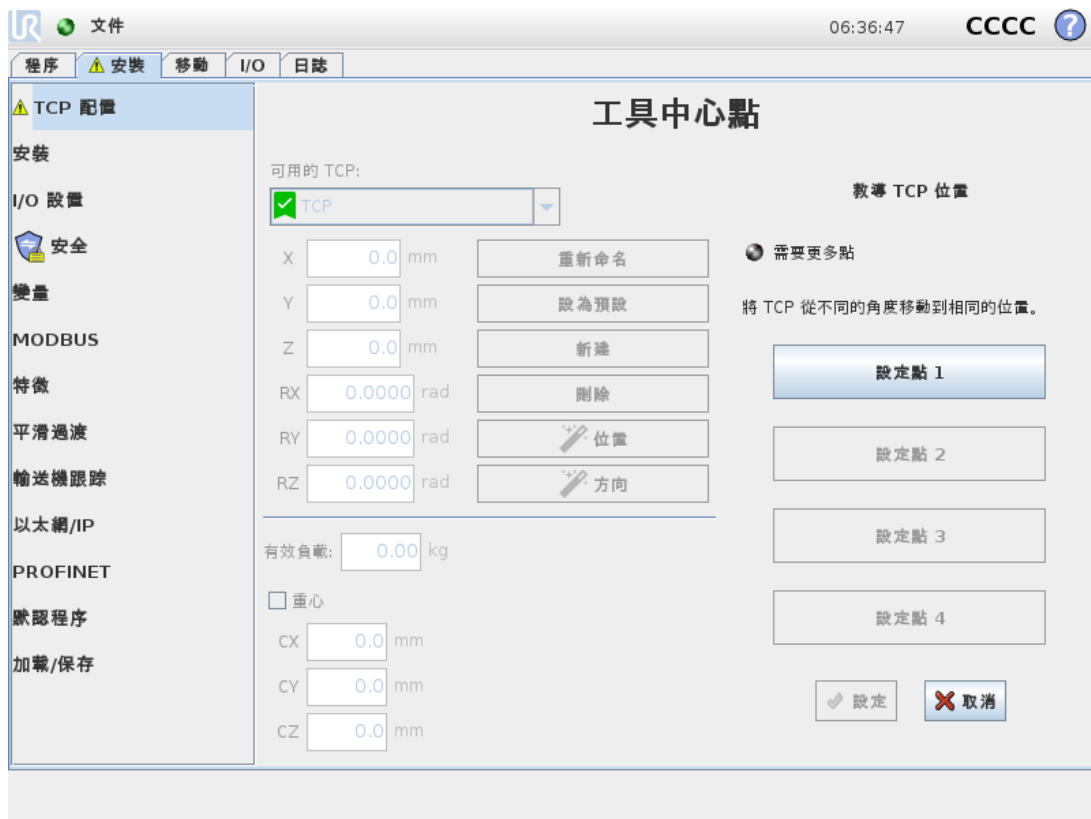 UR 文件 06:36:47 CCCC ?
程序 安裝 移動 I/O 日誌
TCP 配置
安裝
I/O 設置
安全
變量
MODBUS
特徵
平滑過渡
輸送機跟踪
以太網/IP
PROFINET
默認程序
加載/保存
工具中心點
可用的 TCP:
TCP
X 0.0 mm 重新命名
Y 0.0 mm 設為預設
Z 0.0 mm 新建
RX 0.0000 rad 刪除
RY 0.0000 rad 位置
RZ 0.0000 rad 方向
有效負載: 0.00 kg
重心
CX 0.0 mm
CY 0.0 mm
CZ 0.0 mm
教導 TCP 位置
需要更多點
將 TCP 從不同的角度移動到相同的位置。
設定點 1
設定點 2
設定點 3
設定點 4
設定 取消